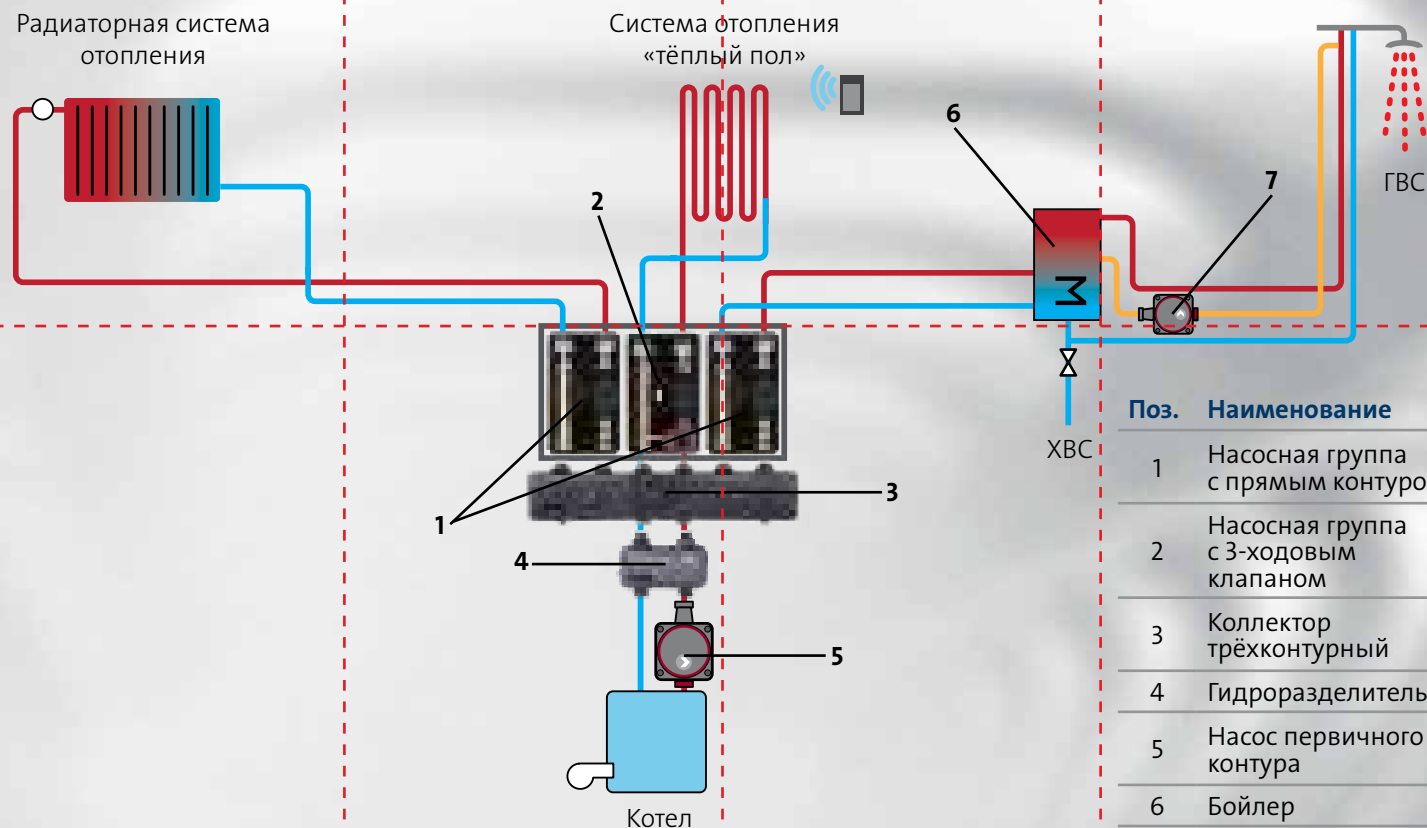 Радиаторная система
отопления
Система отопления
«тёплый пол»
6
7
ГВС
2
ХВС
1
3
4
5
Котел
Поз. Наименование
1 Насосная группа
с прямым контуро
2 Насосная группа
с 3-ходовым
клапаном
3 Коллектор
трёхконтурный
4 Гидроразделитель
5 Насос первичного
контура
6 Бойлер